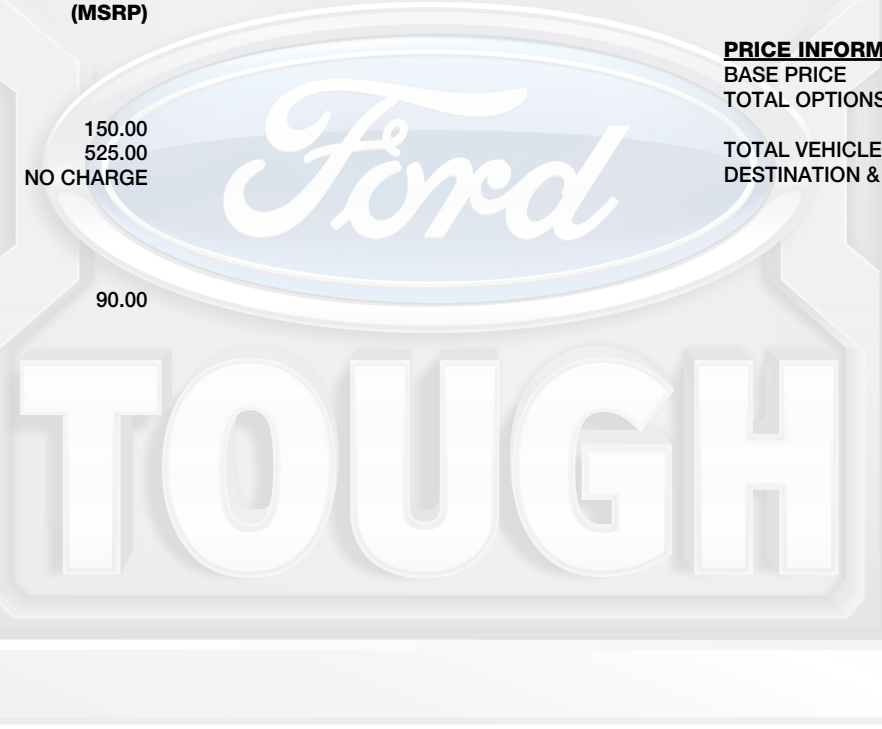 (MSRP)
150.00
525.00
NO CHARGE
90.00
PRICE INFORM
BASE PRICE
TOTAL OPTIONS
TOTAL VEHICLE
DESTINATION &
Ford
TOUGH